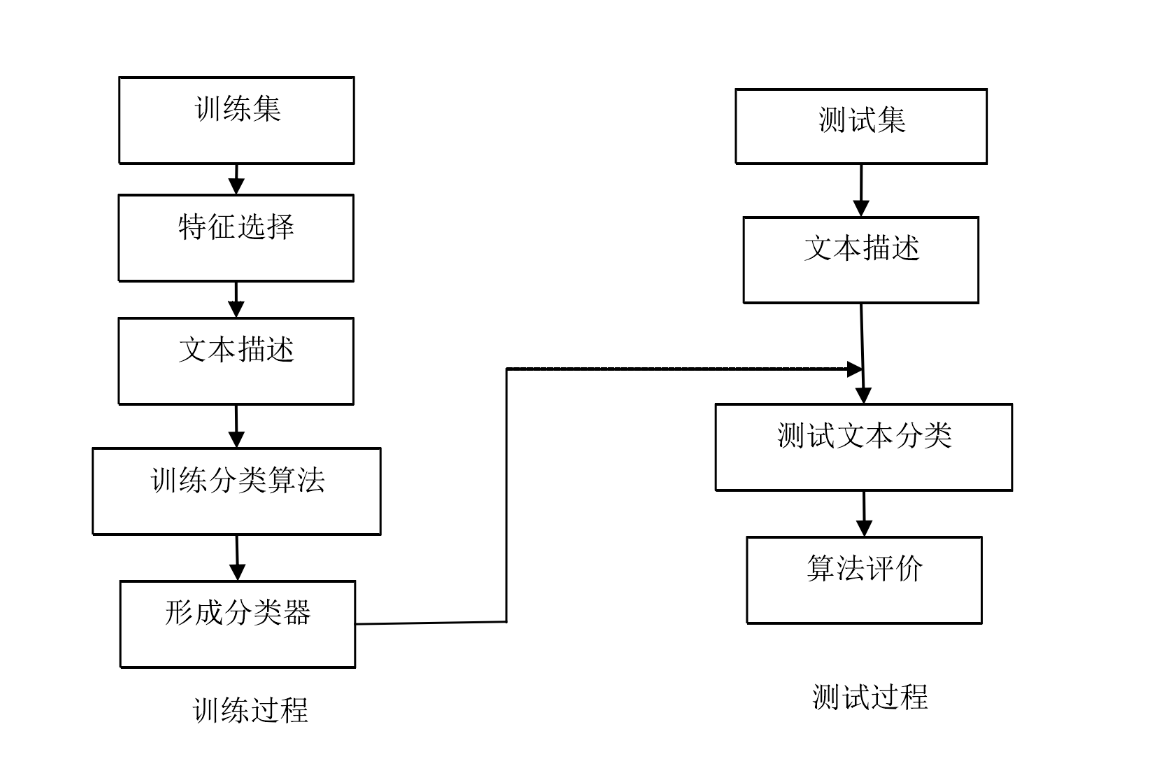 训练集
特征选择
文本描述
训练分类算法
形成分类器
训练过程
测试集
文本描述
测试文本分类
算法评价
测试过程